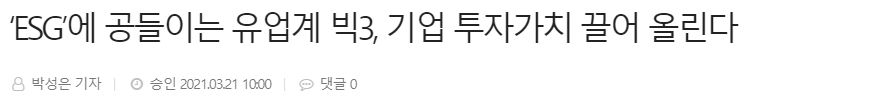 ‘ESG’에 공들이는 유업계 빅3, 기업 투자가치 끌어 올린다
박성은 기자 | 승인 2021.03.21 10:00 | 댓글 0